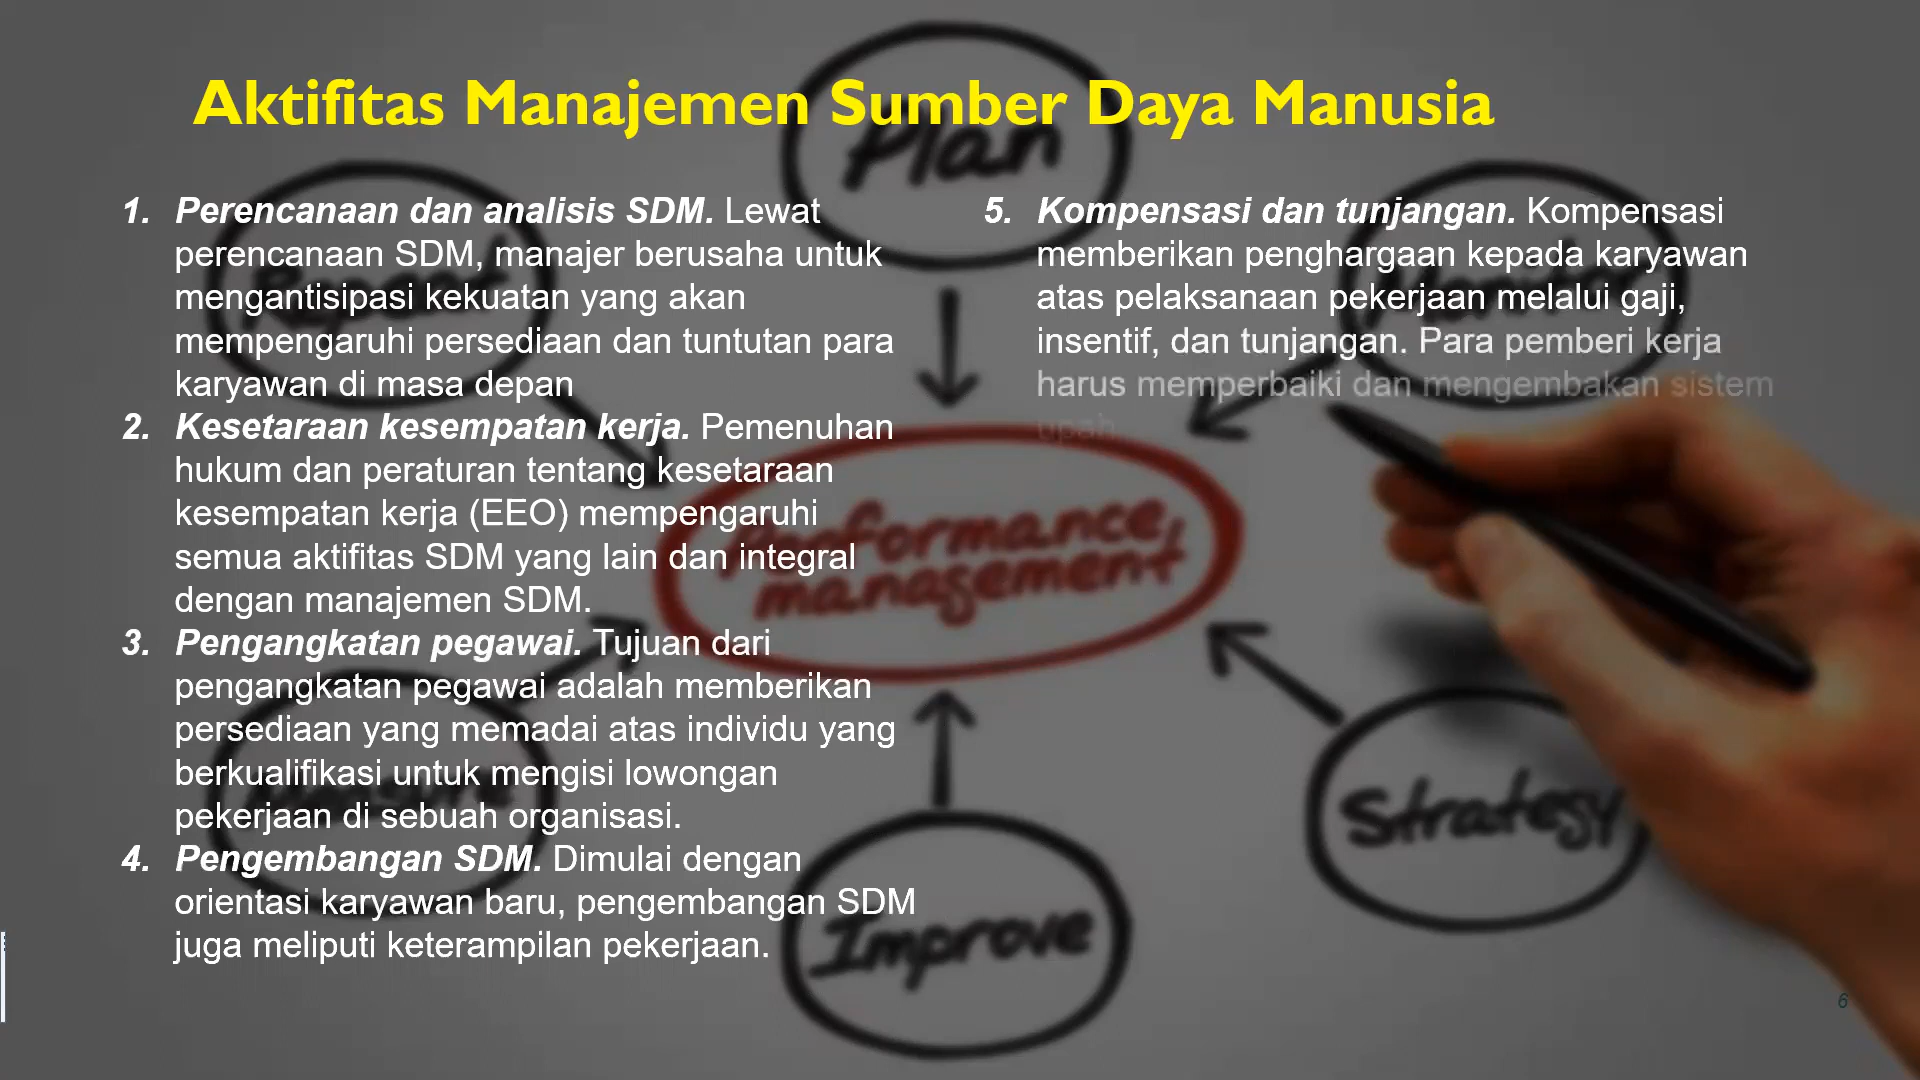 Aktifitas Manajemen Sumber Daya Manusia
1. Perencanaan dan analisis SDM. Lewat
perencanaan SDM, manajer berusaha untuk
mengantisipasi kekuatan yang akan
mempengaruhi persediaan dan tuntutan para
karyawan di masa depan
2. Kesetaraan kesempatan kerja. Pemenuhan
hukum dan peraturan tentang kesetaraan
kesempatan kerja (EEO) mempengaruhi
semua aktifitas SDM yang lain dan integral
dengan manajemen SDM.
3. Pengangkatan pegawai. Tujuan dari
pengangkatan pegawai adalah memberikan
persediaan yang memadai atas individu yang
berkualifikasi untuk mengisi lowongan
pekerjaan di sebuah organisasi.
4. Pengembangan SDM. Dimulai dengan
orientasi karyawan baru, pengembangan SDM
juga meliputi keterampilan pekerjaan.
5. Kompensasi dan tunjangan. Kompensasi
memberikan penghargaan kepada karyawan
atas pelaksanaan pekerjaan melalui gaji,
insentif, dan tunjangan. Para pemberi kerja
harus memperbaiki dan mengembakan sistem
upah
Plan
Performance
management
Strategy
Improve
6